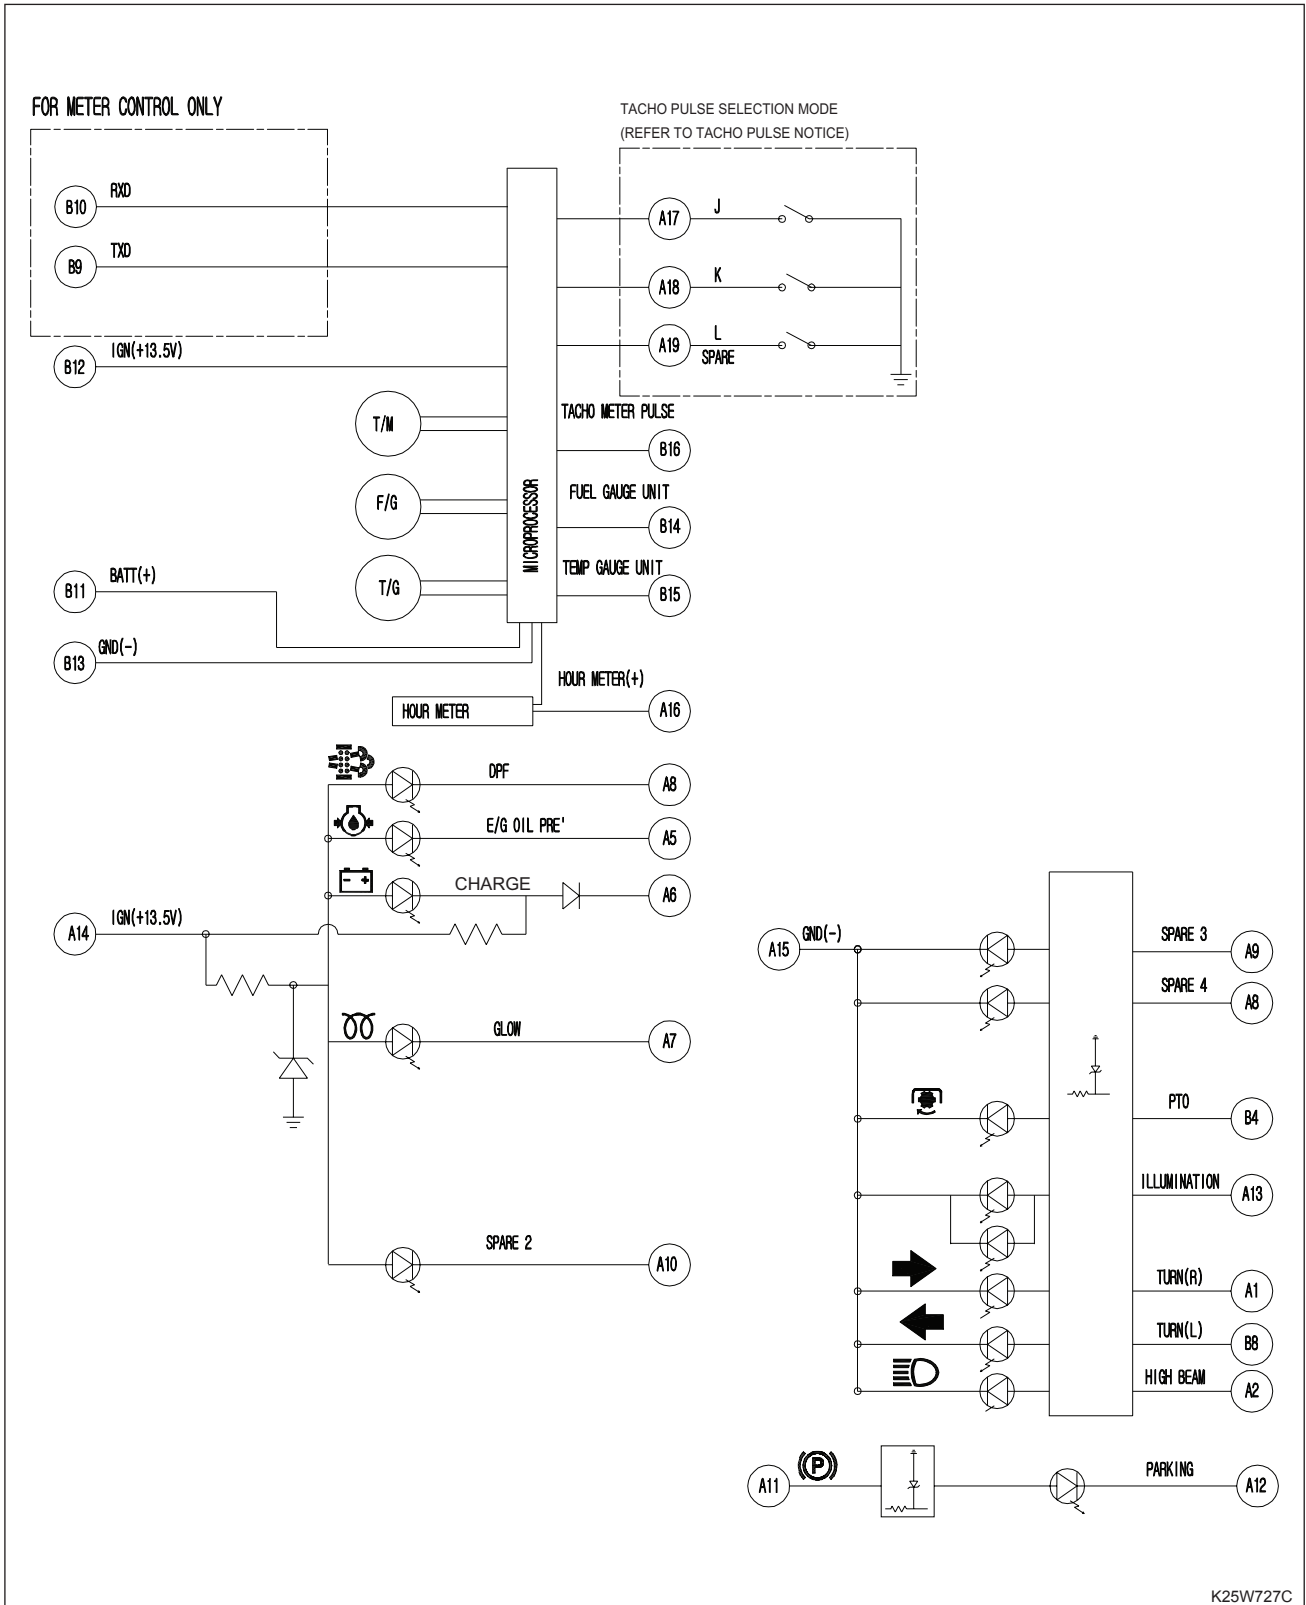 FOR METER CONTROL ONLY
TACHO PULSE SELECTION MODE
(REFER TO TACHO PULSE NOTICE)
B10 RXD
B9 TXD
B12 IGN(+13.5V)
A17 J
A18 K
A19 L
SPARE
T/M
TACHO METER PULSE
B16
MICROPROCESSOR
F/G
FUEL GAUGE UNIT
B14
T/G
TEMP GAUGE UNIT
B15
B11 BATT(+)
B13 GND(-)
HOUR METER(+)
HOUR METER
A16
DPF A8
E/G OIL PRE' A5
- +
CHARGE A6
A14 IGN(+13.5V)
GLOW A7
SPARE 2 A10
A15 GND(-)
SPARE 3 A9
SPARE 4 A8
PTO B4
ILLUMINATION A13
TURN(R) A1
TURN(L) B8
HIGH BEAM A2
A11 (P) PARKING A12
K25W727C